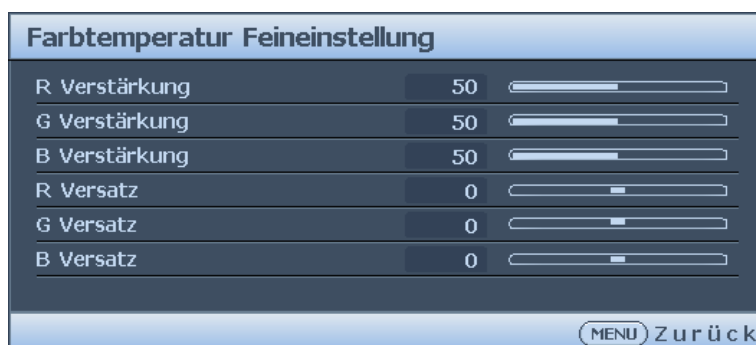 Farbtemperatur Feineinstellung
R Verstärkung 50
G Verstärkung 50
B Verstärkung 50
R Versatz 0
G Versatz 0
B Versatz 0
MENU Zurück